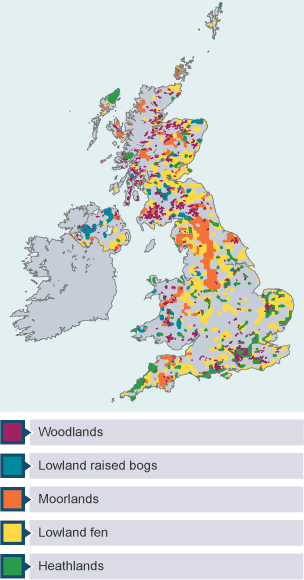 Woodlands
Lowland raised bogs
Moorlands
Lowland fen
Heathlands